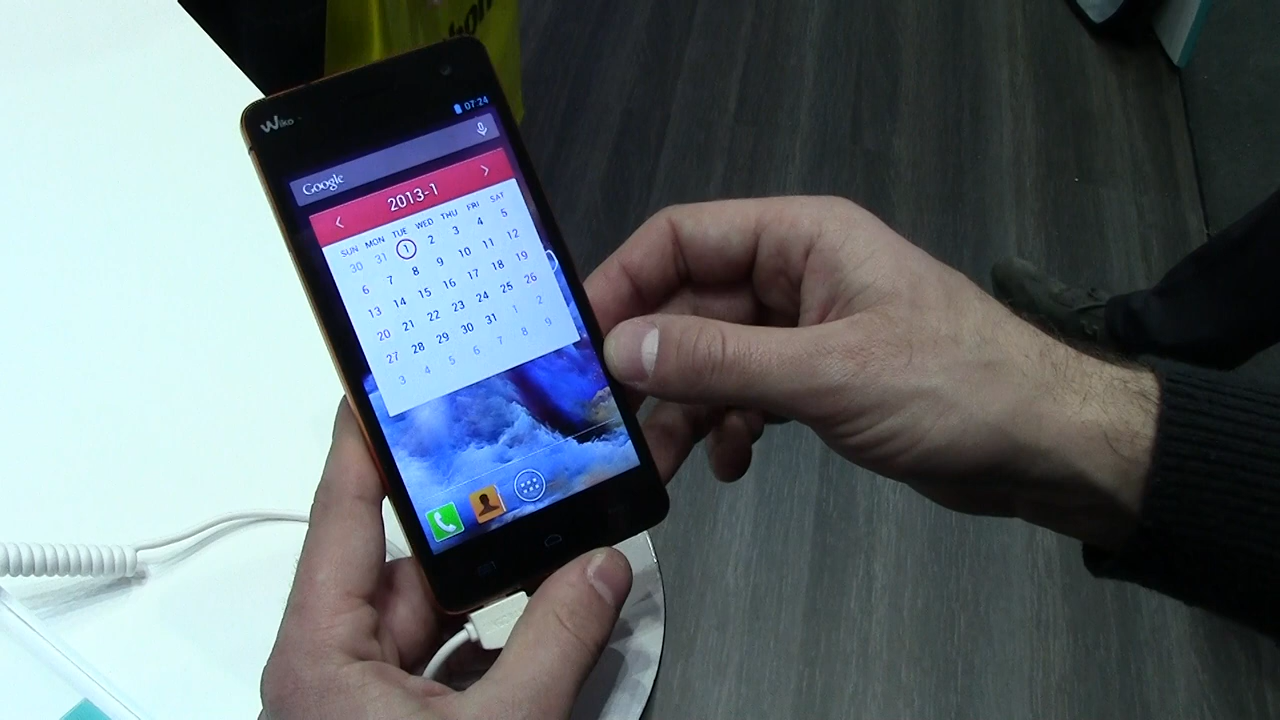 Wiko
07:24
Google
2013-1
SUN MON TUE WED THU FRI SAT
30 31 1 2 3 4 5
6 7 8 9 10 11 12
13 14 15 16 17 18 19
20 21 22 23 24 25 26
27 28 29 30 31 1 2
3 4 5 6 7 8 9